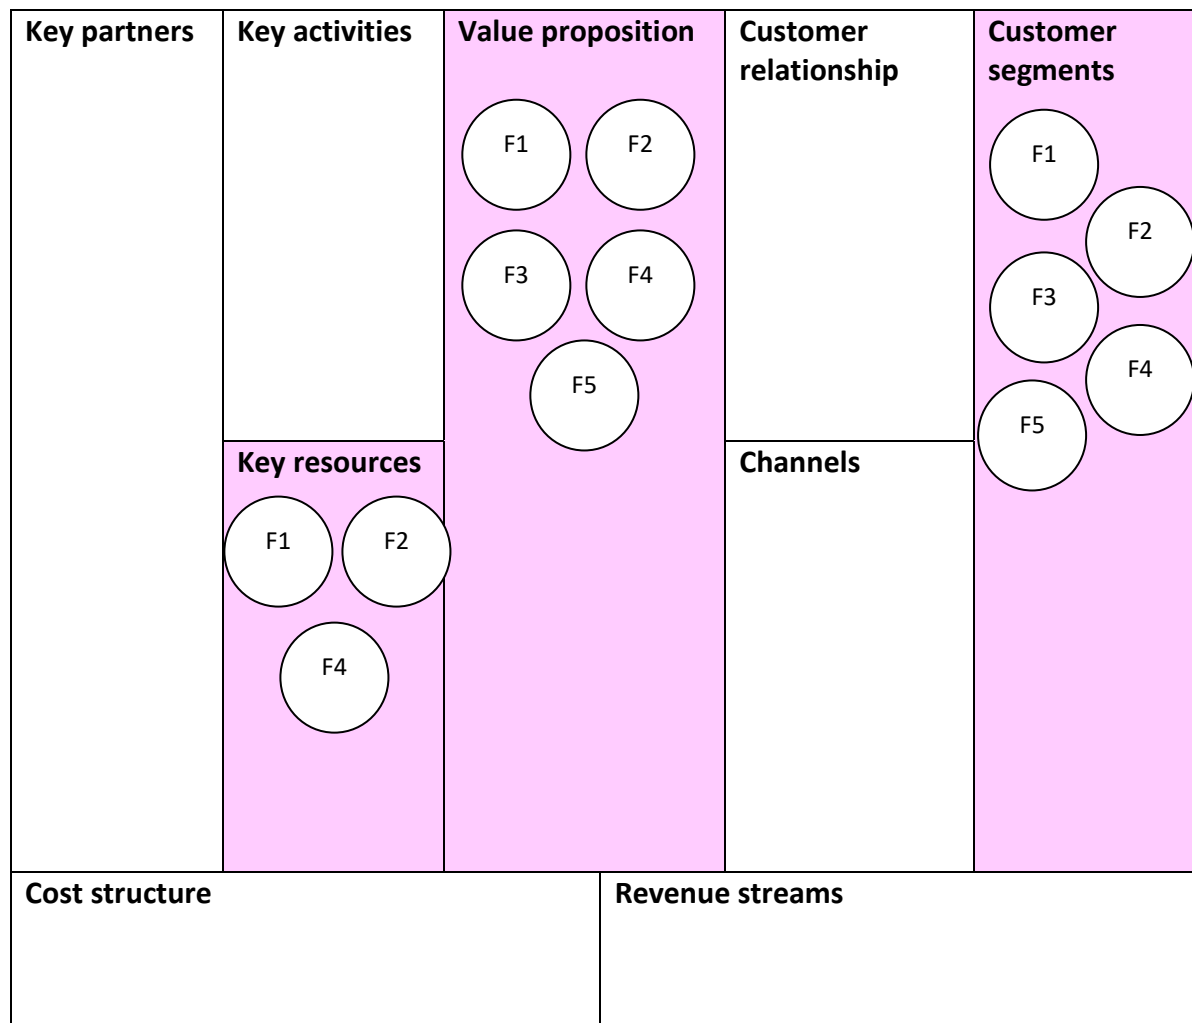 Key partners
Key activities
Value proposition
Customer
relationship
Customer
segments
F1
F2
F3
F4
F5
F1
F2
F3
F4
F5
Key resources
F1
F2
F4
Channels
Cost structure
Revenue streams